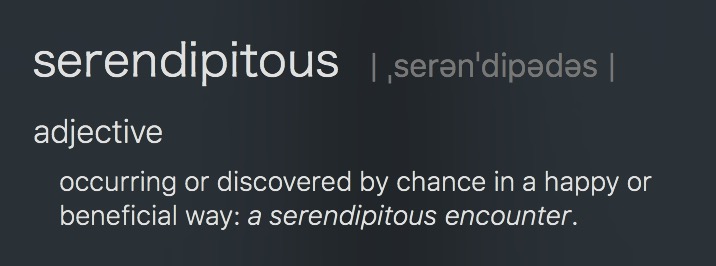 serendipitous | ˌserənˈdipədəs |
adjective
occurring or discovered by chance in a happy or
beneficial way: a serendipitous encounter.